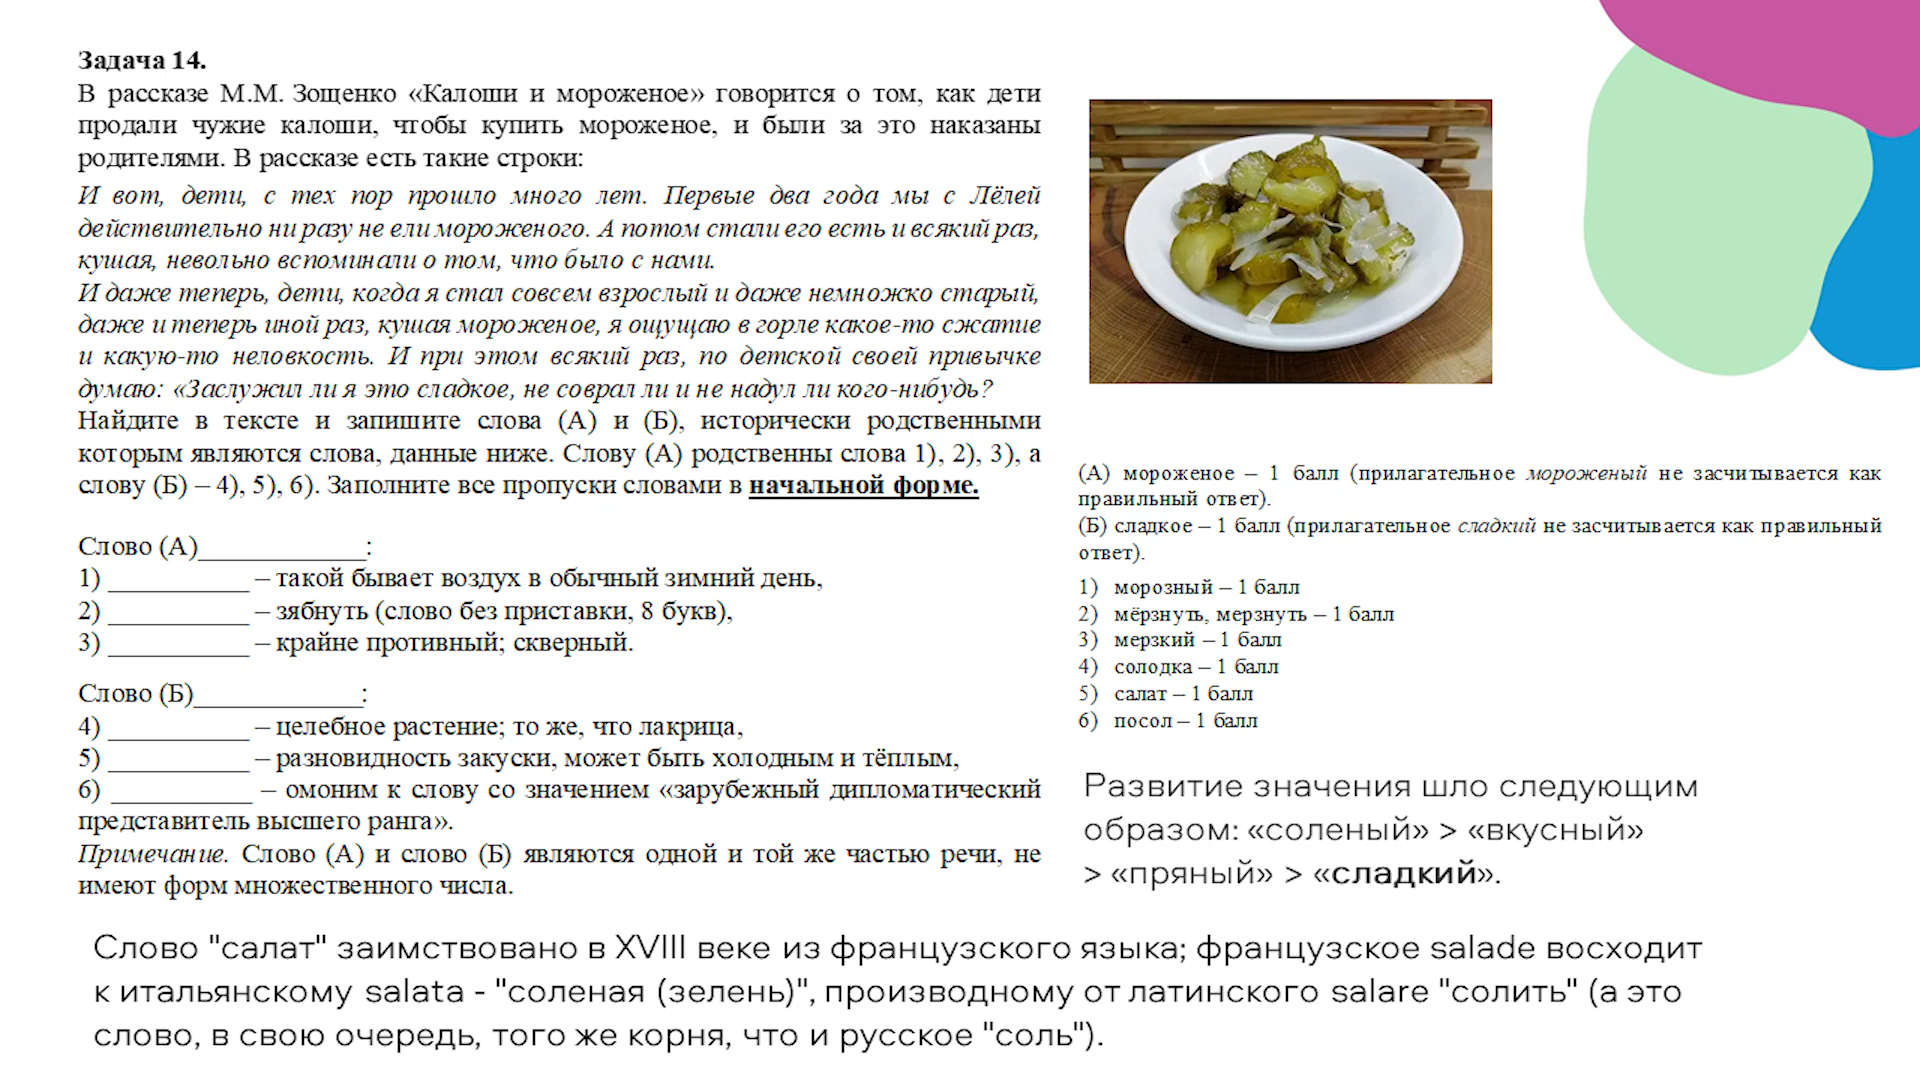 Задача 14.
В рассказе М.М. Зощенко «Калоши и мороженое» говорится о том, как дети
продали чужие калоши, чтобы купить мороженое, и были за это наказаны
родителями. В рассказе есть такие строки:
И вот, дети, с тех пор прошло много лет. Первые два года мы с Лёлей
действительно ни разу не ели мороженого. А потом стали его есть и всякий раз,
кушая, невольно вспоминали о том, что было с нами.
И даже теперь, дети, когда я стал совсем взрослый и даже немножко старый,
даже и теперь иной раз, кушая мороженое, я ощущаю в горле какое-то сжатие
и какую-то неловкость. И при этом всякий раз, по детской своей привычке
думаю: «Заслужил ли я это сладкое, не соврал ли и не надул ли кого-нибудь?
Найдите в тексте и запишите слова (А) и (Б), исторически родственными
которым являются слова, данные ниже. Слову (А) родственны слова 1), 2), 3), а
слову (Б) – 4), 5), 6). Заполните все пропуски словами в начальной форме.
Слово (А)____________:
1) __________ – такой бывает воздух в обычный зимний день,
2) __________ – зябнуть (слово без приставки, 8 букв),
3) __________ – крайне противный; скверный.
Слово (Б)____________:
4) __________ – целебное растение; то же, что лакрица,
5) __________ – разновидность закуски, может быть холодным и тёплым,
6) __________ – омоним к слову со значением «зарубежный дипломатический
представитель высшего ранга».
Примечание. Слово (А) и слово (Б) являются одной и той же частью речи, не
имеют форм множественного числа.
(А) мороженое – 1 балл (прилагательное мороженый не засчитывается как
правильный ответ).
(Б) сладкое – 1 балл (прилагательное сладкий не засчитывается как правильный
ответ).
1) морозный – 1 балл
2) мёрзнуть, мерзнуть – 1 балл
3) мерзкий – 1 балл
4) солодка – 1 балл
5) салат – 1 балл
6) посол – 1 балл
Развитие значения шло следующим
образом: «соленый» > «вкусный»
> «пряный» > «сладкий».
Слово "салат" заимствовано в XVIII веке из французского языка; французское salade восходит
к итальянскому salata - "соленая (зелень)", производному от латинского salare "солить" (а это
слово, в свою очередь, того же корня, что и русское "соль").